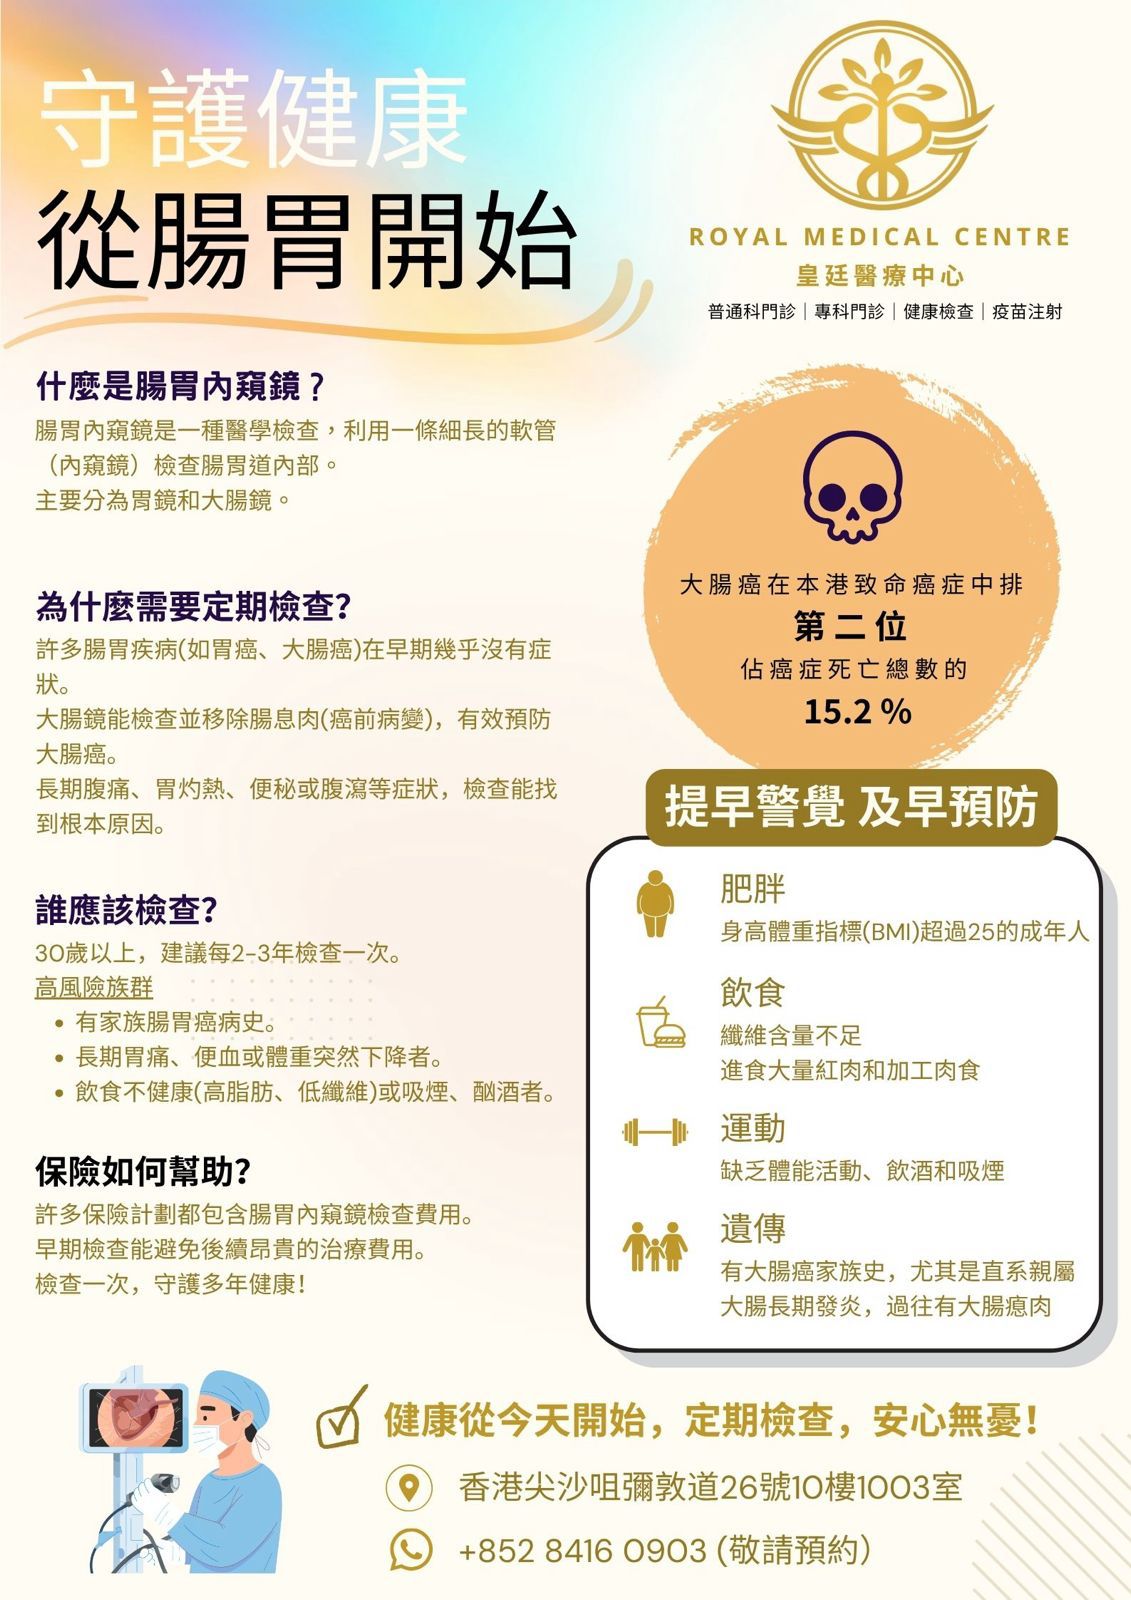 守護健康
從腸胃開始
ROYAL MEDICAL CENTRE
皇廷醫療中心
普通科門診｜專科門診｜健康檢查｜疫苗注射
什麼是腸胃內窺鏡？
腸胃內窺鏡是一種醫學檢查，利用一條細長的軟管
（內窺鏡）檢查腸胃道內部。
主要分為胃鏡和大腸鏡。
為什麼需要定期檢查？
許多腸胃疾病(如胃癌、大腸癌)在早期幾乎沒有症
狀。
大腸鏡能檢查並移除腸息肉(癌前病變)，有效預防
大腸癌。
長期腹痛、胃灼熱、便秘或腹瀉等症狀，檢查能找
到根本原因。
誰應該檢查？
30歲以上，建議每2-3年檢查一次。
高風險族群
• 有家族腸胃癌病史。
• 長期胃痛、便血或體重突然下降者。
• 飲食不健康(高脂肪、低纖維)或吸煙、酗酒者。
保險如何幫助？
許多保險計劃都包含腸胃內窺鏡檢查費用。
早期檢查能避免後續昂貴的治療費用。
檢查一次，守護多年健康！
大腸癌在本港致命癌症中排
第二位
佔癌症死亡總數的
15.2 %
提早警覺 及早預防
肥胖
身高體重指標(BMI)超過25的成年人
飲食
纖維含量不足
進食大量紅肉和加工肉食
運動
缺乏體能活動、飲酒和吸煙
遺傳
有大腸癌家族史，尤其是直系親屬
大腸長期發炎，過往有大腸瘜肉
健康從今天開始，定期檢查，安心無憂！
香港尖沙咀彌敦道26號10樓1003室
+852 8416 0903 (敬請預約）